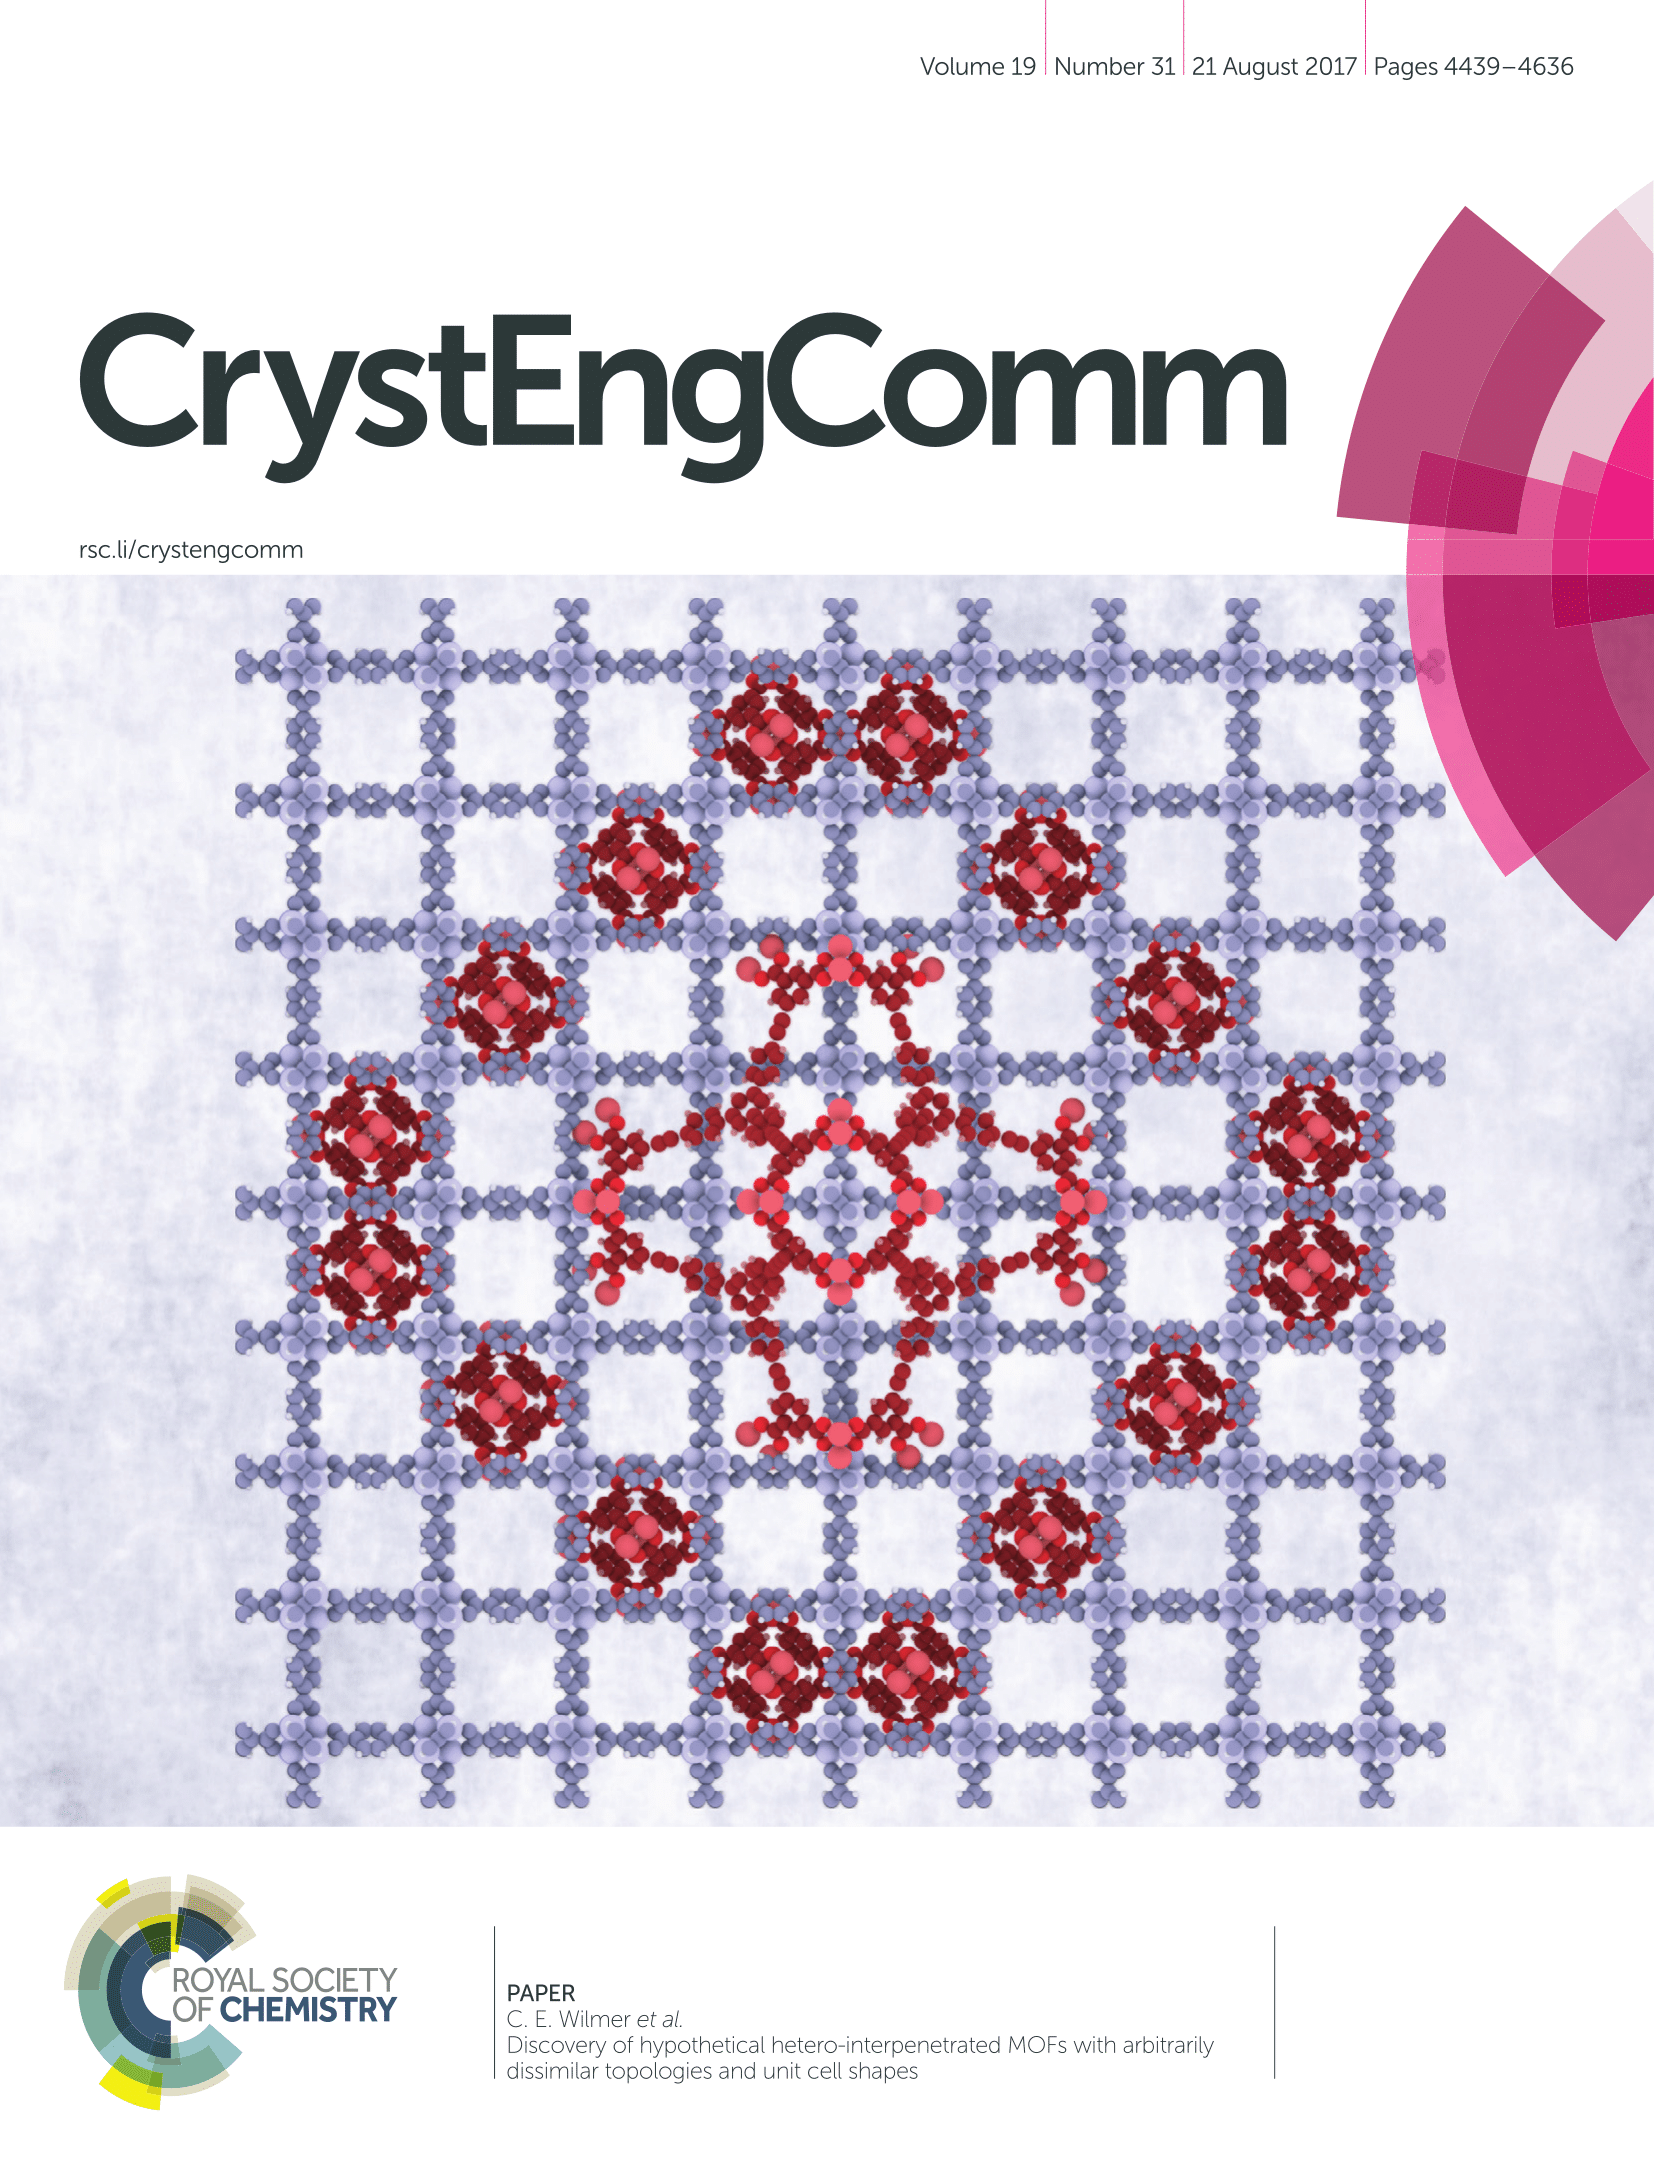 Volume 19 Number 31 21 August 2017 Pages 4439–4636
CrystEngComm
rsc.li/crystengcomm
ROYAL SOCIETY
OF CHEMISTRY
PAPER
C. E. Wilmer et al.
Discovery of hypothetical hetero-interpenetrated MOFs with arbitrarily
dissimilar topologies and unit cell shapes